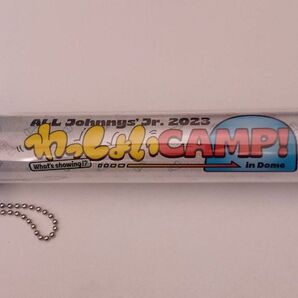 ALL Johnnys' Jr. 2023
わっしょいCAMP!
What's showing!?
in Dome